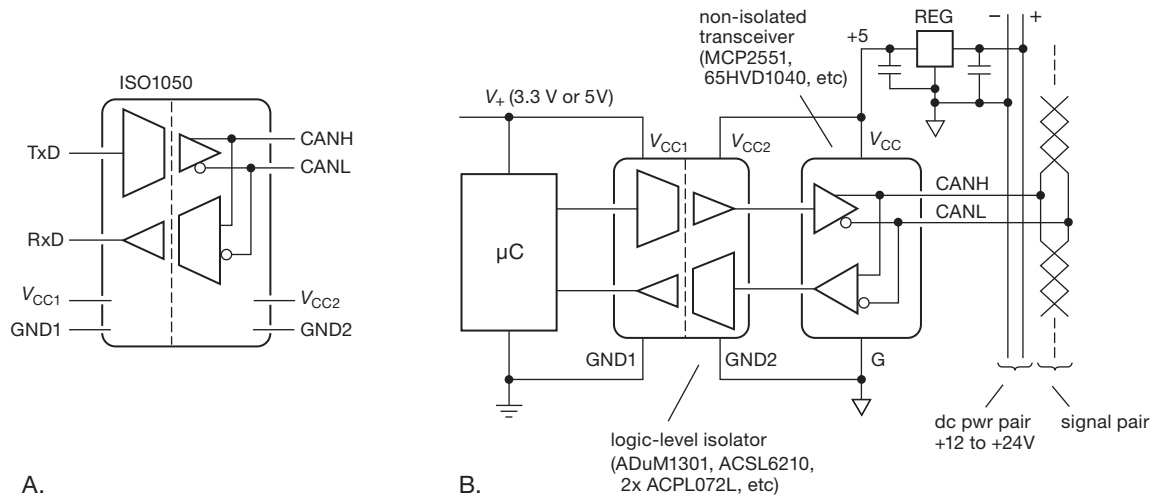 ISO1050
TxD
RxD
VCC1
GND1
CANH
CANL
VCC2
GND2
A.
non-isolated
transceiver
(MCP2551,
65HVD1040, etc)
+5
REG
–
+
V+ (3.3 V or 5V)
VCC1
VCC2
VCC
CANH
CANL
µC
GND1
GND2
G
logic-level isolator
(ADuM1301, ACSL6210,
2x ACPL072L, etc)
dc pwr pair
+12 to +24V
signal pair
B.